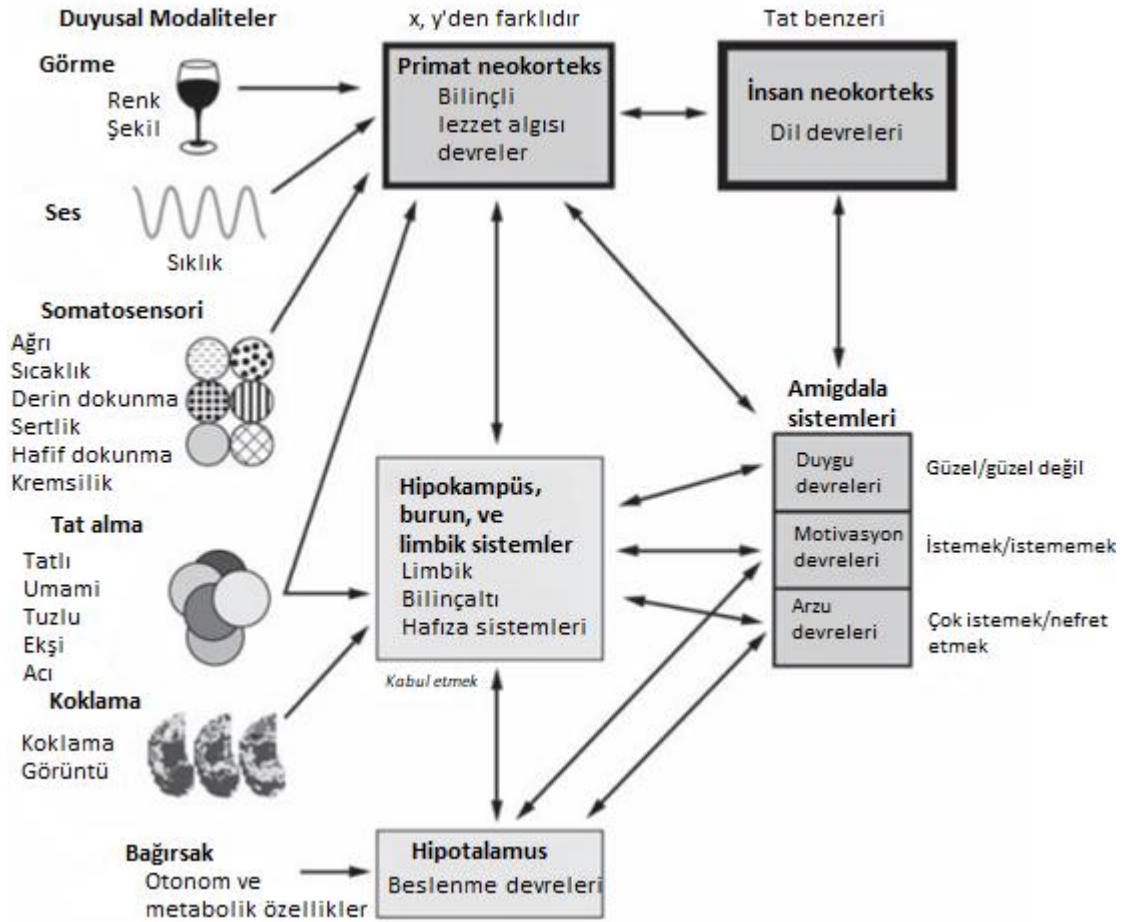 Duyusal Modaliteler
Görme
Renk
Şekil
Ses
Sıklık
Somatosensori
Ağrı
Sıcaklık
Derin dokunma
Sertlik
Hafif dokunma
Kremsilik
Tat alma
Tatlı
Umami
Tuzlu
Ekşi
Acı
Koklama
Koklama
Görüntü
Bağırsak
Otonom ve
metabolik özellikler
x, y'den farklıdır
Primat neokorteks
Bilinçli
lezzet algısı
devreler
Tat benzeri
İnsan neokorteks
Dil devreleri
Hipokampüs,
burun, ve
limbik sistemler
Limbik
Bilinçaltı
Hafıza sistemleri
Kabul etmek
Hipotalamus
Beslenme devreleri
Amigdala
sistemleri
Duygu
devreleri
Güzel/güzel değil
Motivasyon
devreleri
İstemek/istememek
Arzu
devreleri
Çok istemek/nefret
etmek